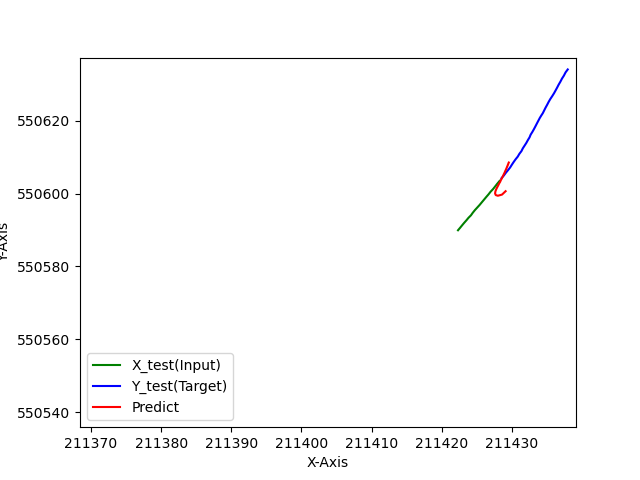 550620
550600
550580
550560
550540
Y-Axis
X_test(Input)
Y_test(Target)
Predict
211370 211380 211390 211400 211410 211420 211430
X-Axis